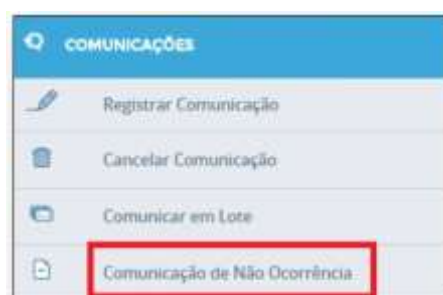 COMUNICAÇÕES
Registrar Comunicação
Cancelar Comunicação
Comunicar em Lote
Comunicação de Não Ocorrência